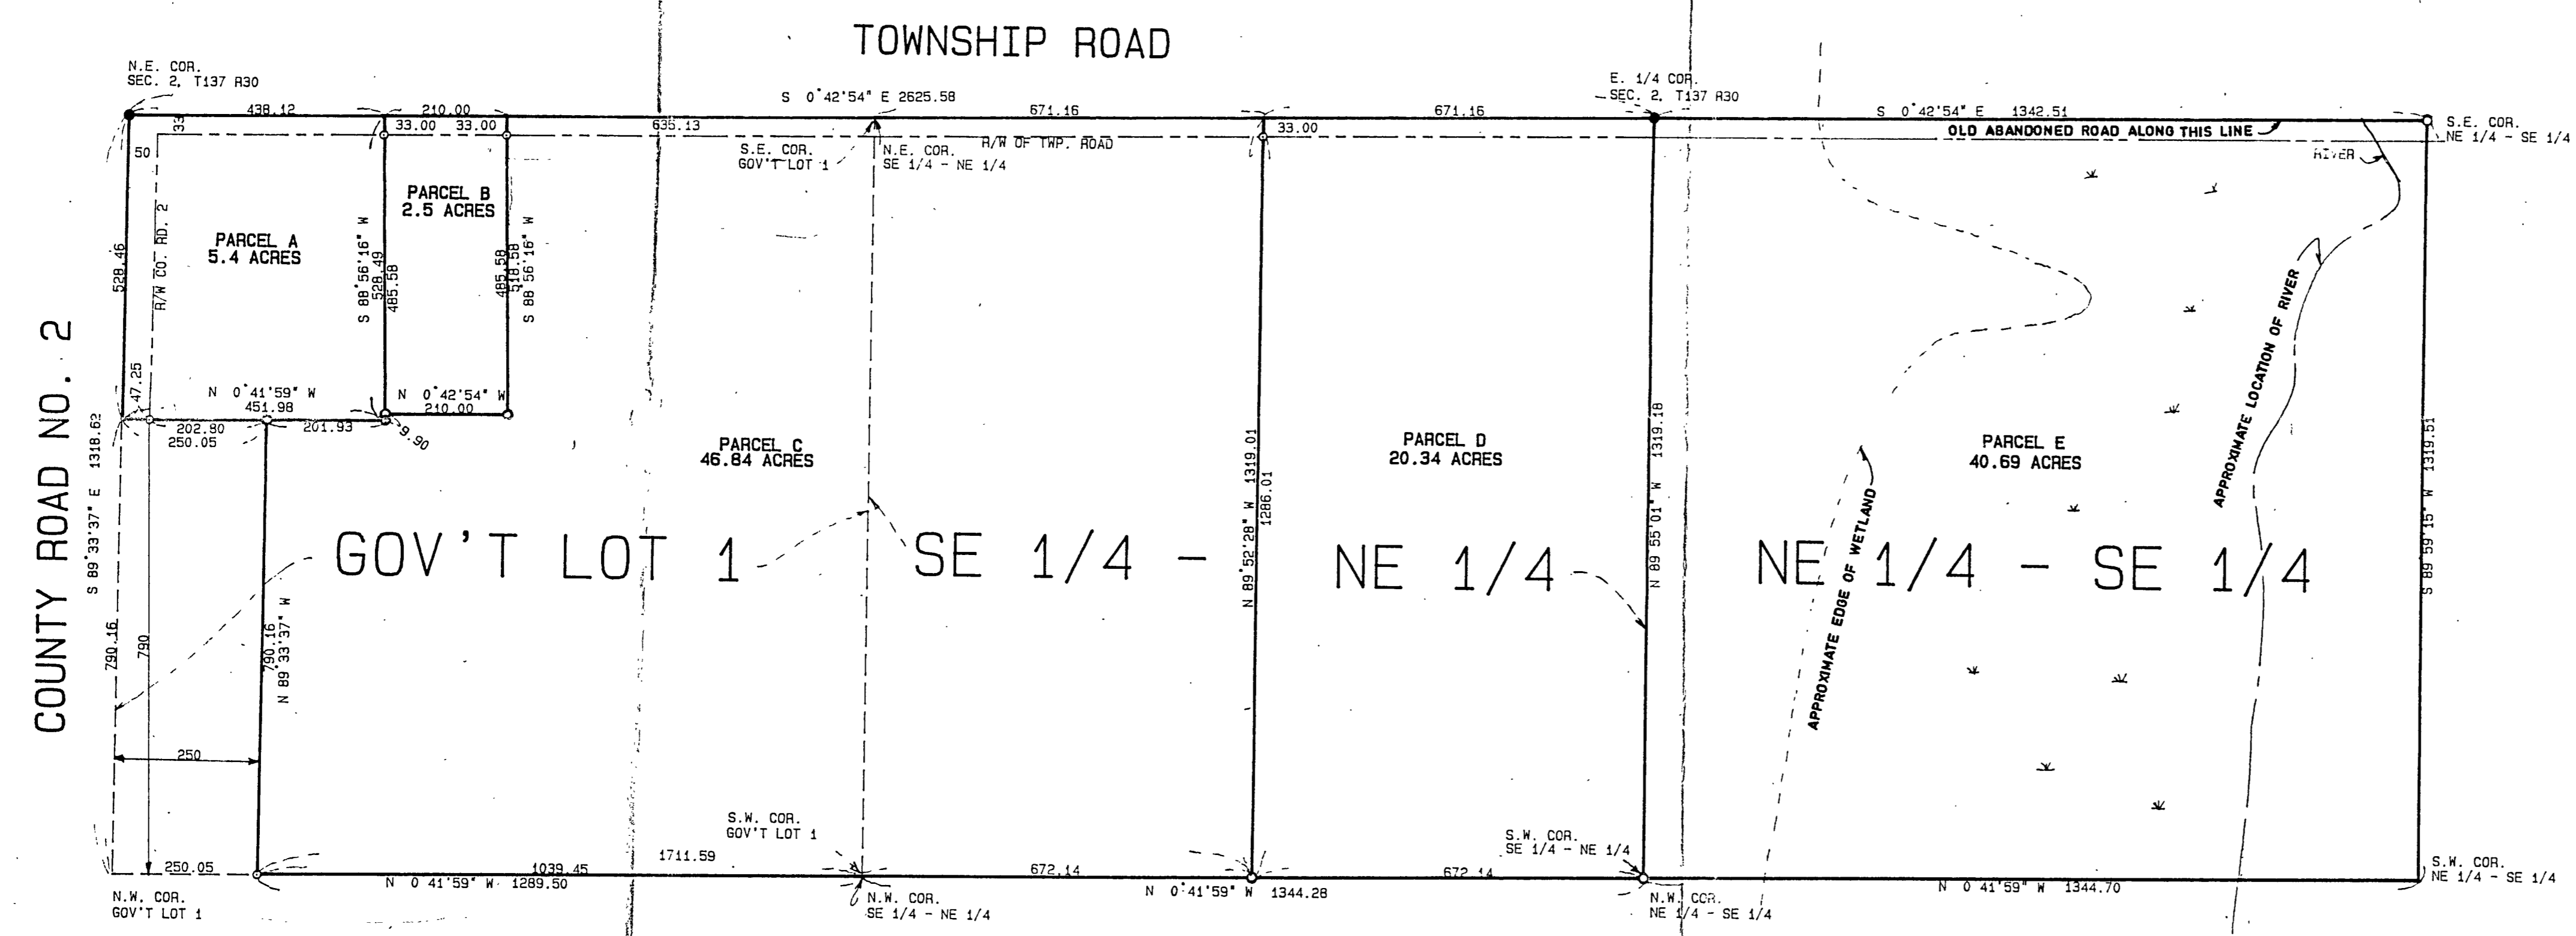 TOWNSHIP ROAD
N.E. COR.
SEC. 2, T137 R30
E. 1/4 COR.
SEC. 2, T137 R30
438.12
210.00
S 0°42'54" E 2625.58
671.16
671.16
S 0°42'54" E 1342.51
33
33.00
33.00
635.13
33.00
OLD ABANDONED ROAD ALONG THIS LINE
S.E. COR.
NE 1/4 - SE 1/4
50
S.E. COR.
GOV'T LOT 1
N.E. COR.
SE 1/4 - NE 1/4
R/W OF TWP. ROAD
RIVER
PARCEL A
5.4 ACRES
PARCEL B
2.5 ACRES
528.46
R/W CO. RD. 2
S 88°56'16" W
528.49
485.58
485.58
518.58
S 88°56'16" W
47.25
N 0°41'59" W
451.98
N 0°42'54" W
210.00
202.80
250.05
201.93
9.90
COUNTY ROAD NO. 2
S 89°33'37" E 1318.62
790.16
790
790.16
N 89°33'37" W
250
PARCEL C
46.84 ACRES
N 89°52'28" W 1319.01
1286.01
PARCEL D
20.34 ACRES
N 89°55'01" W 1319.18
PARCEL E
40.69 ACRES
APPROXIMATE LOCATION OF RIVER
APPROXIMATE EDGE OF WETLAND
S 89°59'15" W 1319.51
GOV'T LOT 1
SE 1/4 -
NE 1/4
NE 1/4 - SE 1/4
S.W. COR.
GOV'T LOT 1
S.W. COR.
SE 1/4 - NE 1/4
250.05
1039.45
1711.59
672.14
672.14
N 0°41'59" W 1289.50
N 0°41'59" W 1344.28
N 0°41'59" W 1344.70
S.W. COR.
NE 1/4 - SE 1/4
N.W. COR.
GOV'T LOT 1
N.W. COR.
SE 1/4 - NE 1/4
N.W. COR.
NE 1/4 - SE 1/4